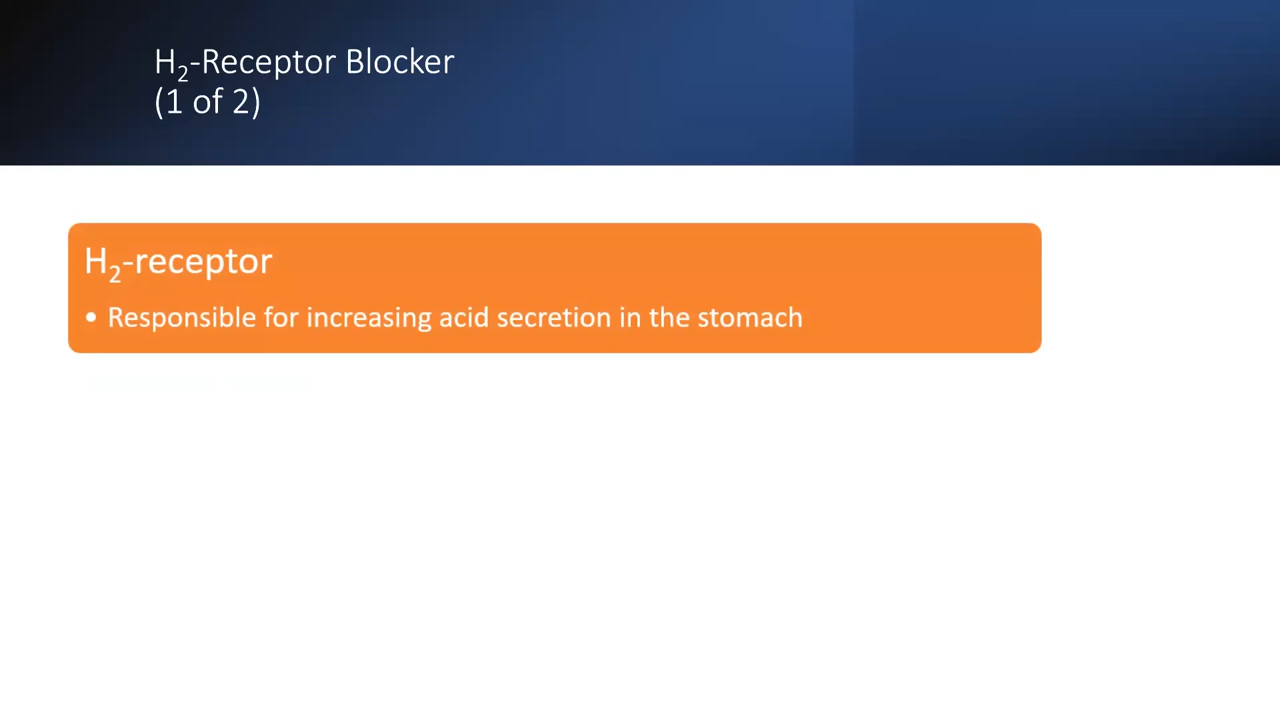 H₂-Receptor Blocker
(1 of 2)
H₂-receptor
• Responsible for increasing acid secretion in the stomach